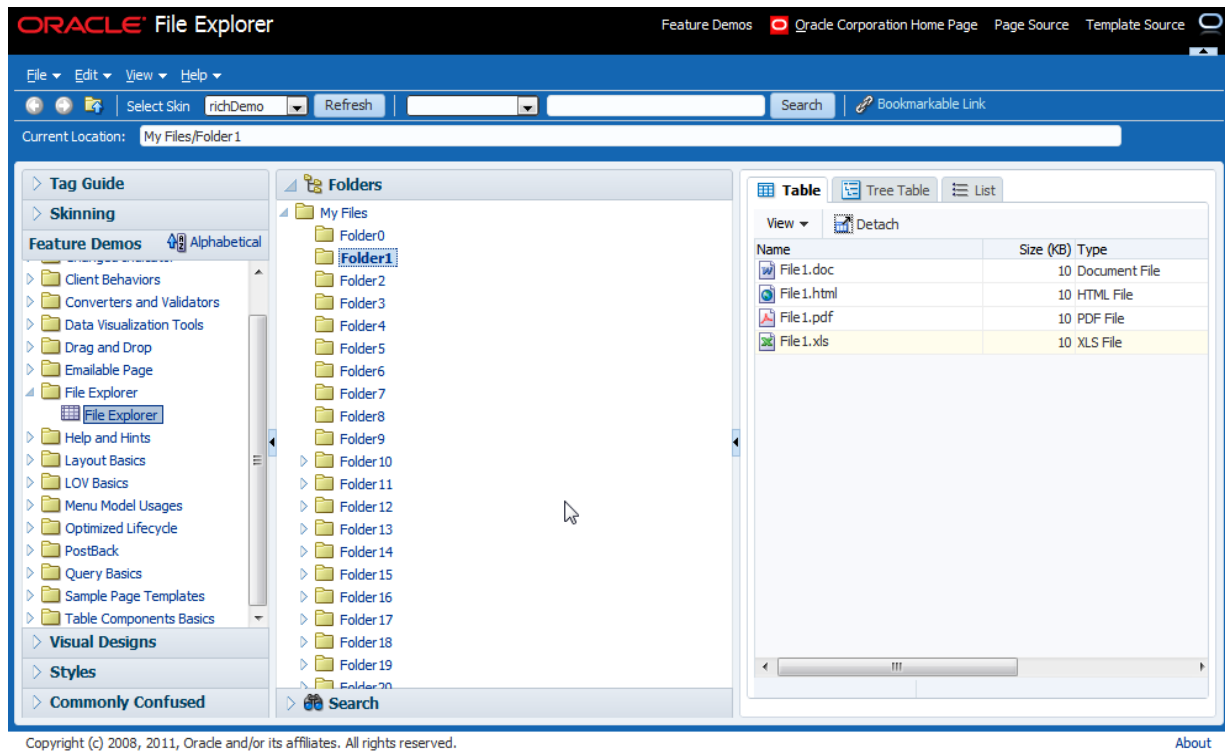 ORACLE File Explorer
Feature Demos Oracle Corporation Home Page Page Source Template Source
File Edit View Help
Select Skin richDemo Refresh Search Bookmarkable Link
Current Location: My Files/Folder1
Tag Guide
Skinning
Feature Demos Alphabetical
Client Behaviors
Converters and Validators
Data Visualization Tools
Drag and Drop
Emailable Page
File Explorer
File Explorer
Help and Hints
Layout Basics
LOV Basics
Menu Model Usages
Optimized Lifecycle
PostBack
Query Basics
Sample Page Templates
Table Components Basics
Visual Designs
Styles
Commonly Confused
Folders
My Files
Folder0
Folder1
Folder2
Folder3
Folder4
Folder5
Folder6
Folder7
Folder8
Folder9
Folder10
Folder11
Folder12
Folder13
Folder14
Folder15
Folder16
Folder17
Folder18
Folder19
Folder20
Search
Table Tree Table List
View Detach
Name Size (KB) Type
File1.doc 10 Document File
File1.html 10 HTML File
File1.pdf 10 PDF File
File1.xls 10 XLS File
Copyright (c) 2008, 2011, Oracle and/or its affiliates. All rights reserved.
About